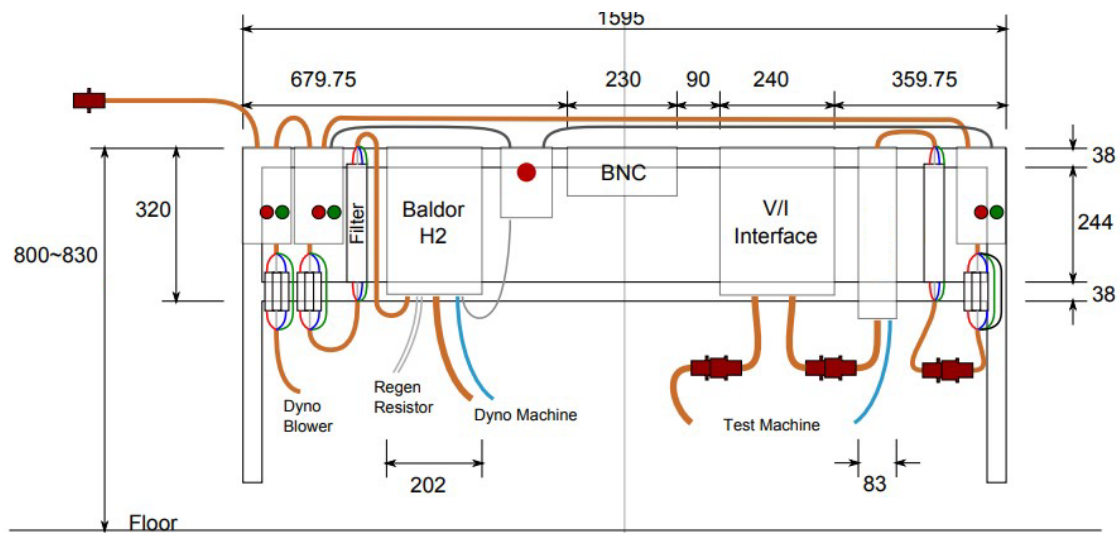 1595
679.75
230
90
240
359.75
38
320
800~830
Filter
Baldor
H2
BNC
V/I
Interface
244
38
Regen
Resistor
Dyno
Blower
Dyno Machine
Test Machine
202
83
Floor